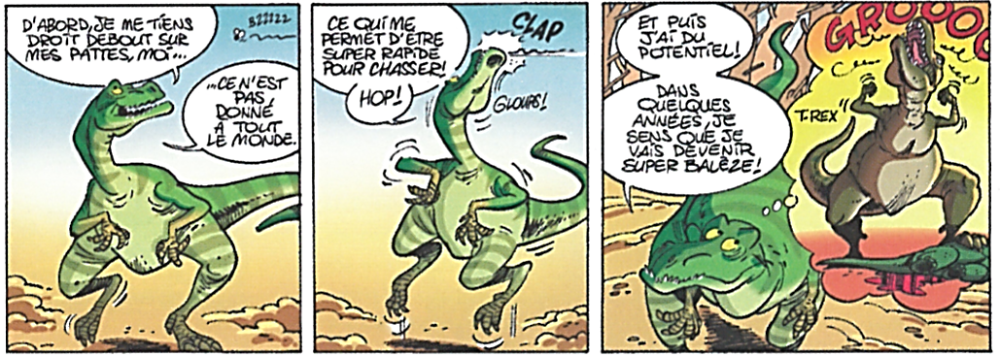 D'ABORD, JE ME TIENS
DROIT DEBOUT SUR
MES PATTES, MOI...
BZZZZZ
...CE N'EST
PAS
DONNÉ
À TOUT
LE MONDE.
CE QUI ME
PERMET D'ÊTRE
SUPER RAPIDE
POUR CHASSER!
HOP!
CLAP
GLOUPS!
ET PUIS
J'AI DU
POTENTIEL!
DANS
QUELQUES
ANNÉES, JE
SENS QUE JE
VAIS DEVENIR
SUPER BALÈZE!
GROOOO
T-REX